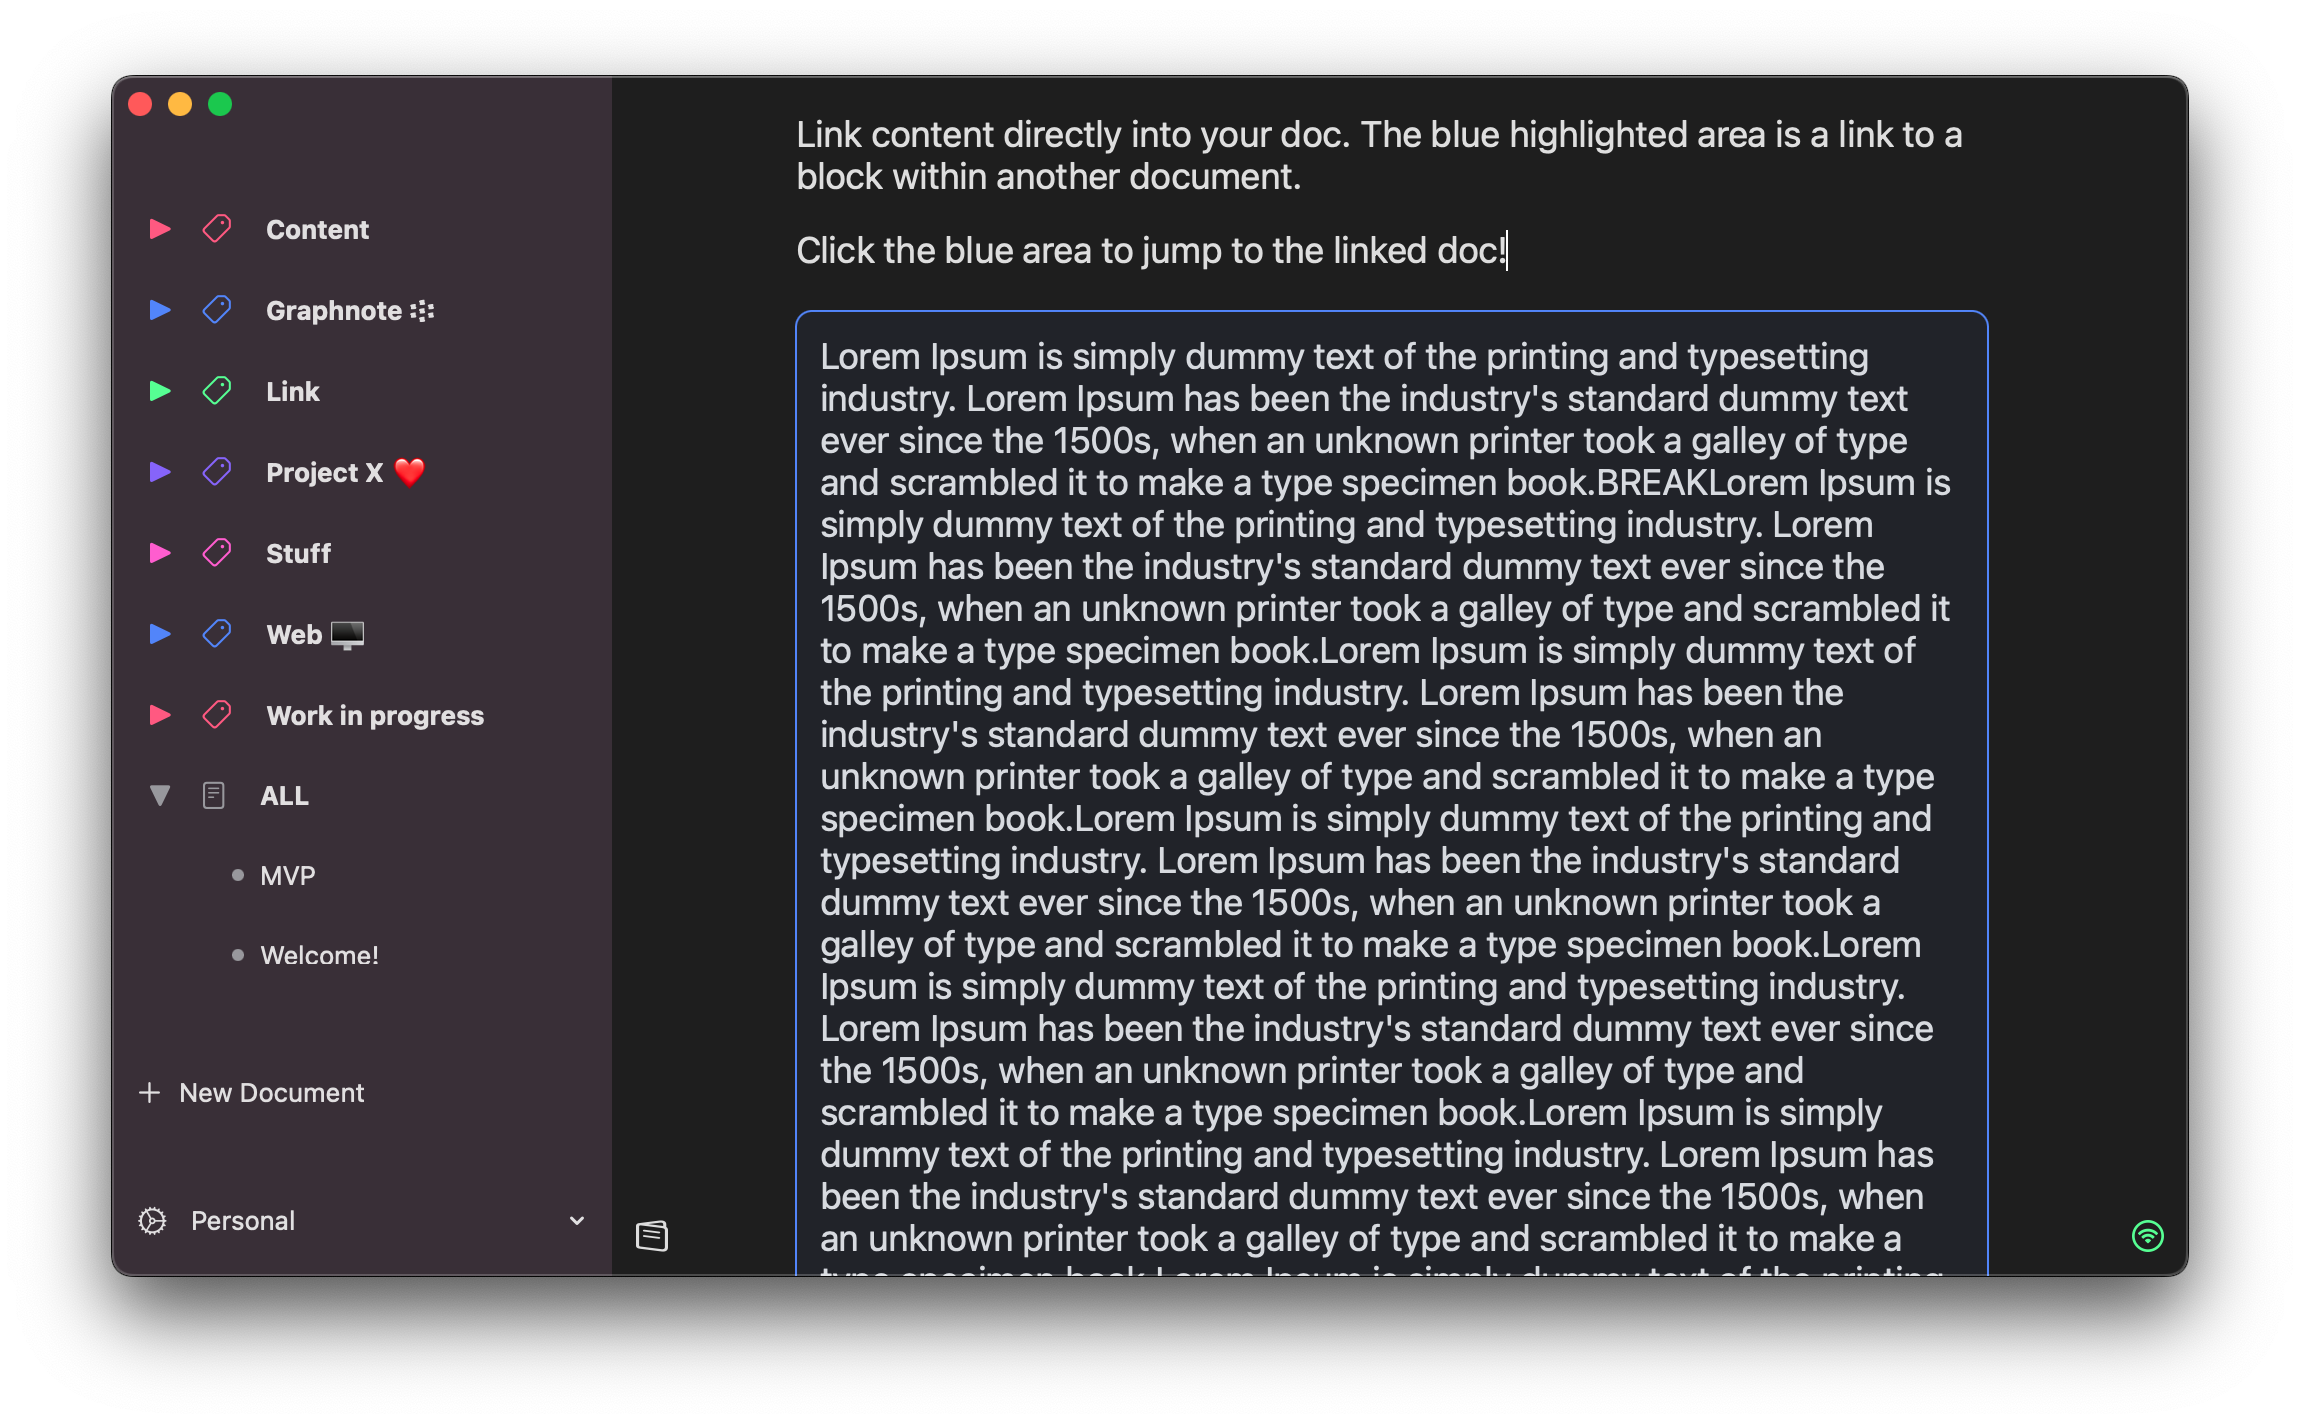 Content
Graphnote
Link
Project X ❤️
Stuff
Web 🖥️
Work in progress
ALL
MVP
Welcome!
New Document
Personal
Link content directly into your doc. The blue highlighted area is a link to a
block within another document.
Click the blue area to jump to the linked doc!
Lorem Ipsum is simply dummy text of the printing and typesetting
industry. Lorem Ipsum has been the industry's standard dummy text
ever since the 1500s, when an unknown printer took a galley of type
and scrambled it to make a type specimen book.BREAKLorem Ipsum is
simply dummy text of the printing and typesetting industry. Lorem
Ipsum has been the industry's standard dummy text ever since the
1500s, when an unknown printer took a galley of type and scrambled it
to make a type specimen book.Lorem Ipsum is simply dummy text of
the printing and typesetting industry. Lorem Ipsum has been the
industry's standard dummy text ever since the 1500s, when an
unknown printer took a galley of type and scrambled it to make a type
specimen book.Lorem Ipsum is simply dummy text of the printing and
typesetting industry. Lorem Ipsum has been the industry's standard
dummy text ever since the 1500s, when an unknown printer took a
galley of type and scrambled it to make a type specimen book.Lorem
Ipsum is simply dummy text of the printing and typesetting industry.
Lorem Ipsum has been the industry's standard dummy text ever since
the 1500s, when an unknown printer took a galley of type and
scrambled it to make a type specimen book.Lorem Ipsum is simply
dummy text of the printing and typesetting industry. Lorem Ipsum has
been the industry's standard dummy text ever since the 1500s, when
an unknown printer took a galley of type and scrambled it to make a
type specimen book.Lorem Ipsum is simply dummy text of the printing